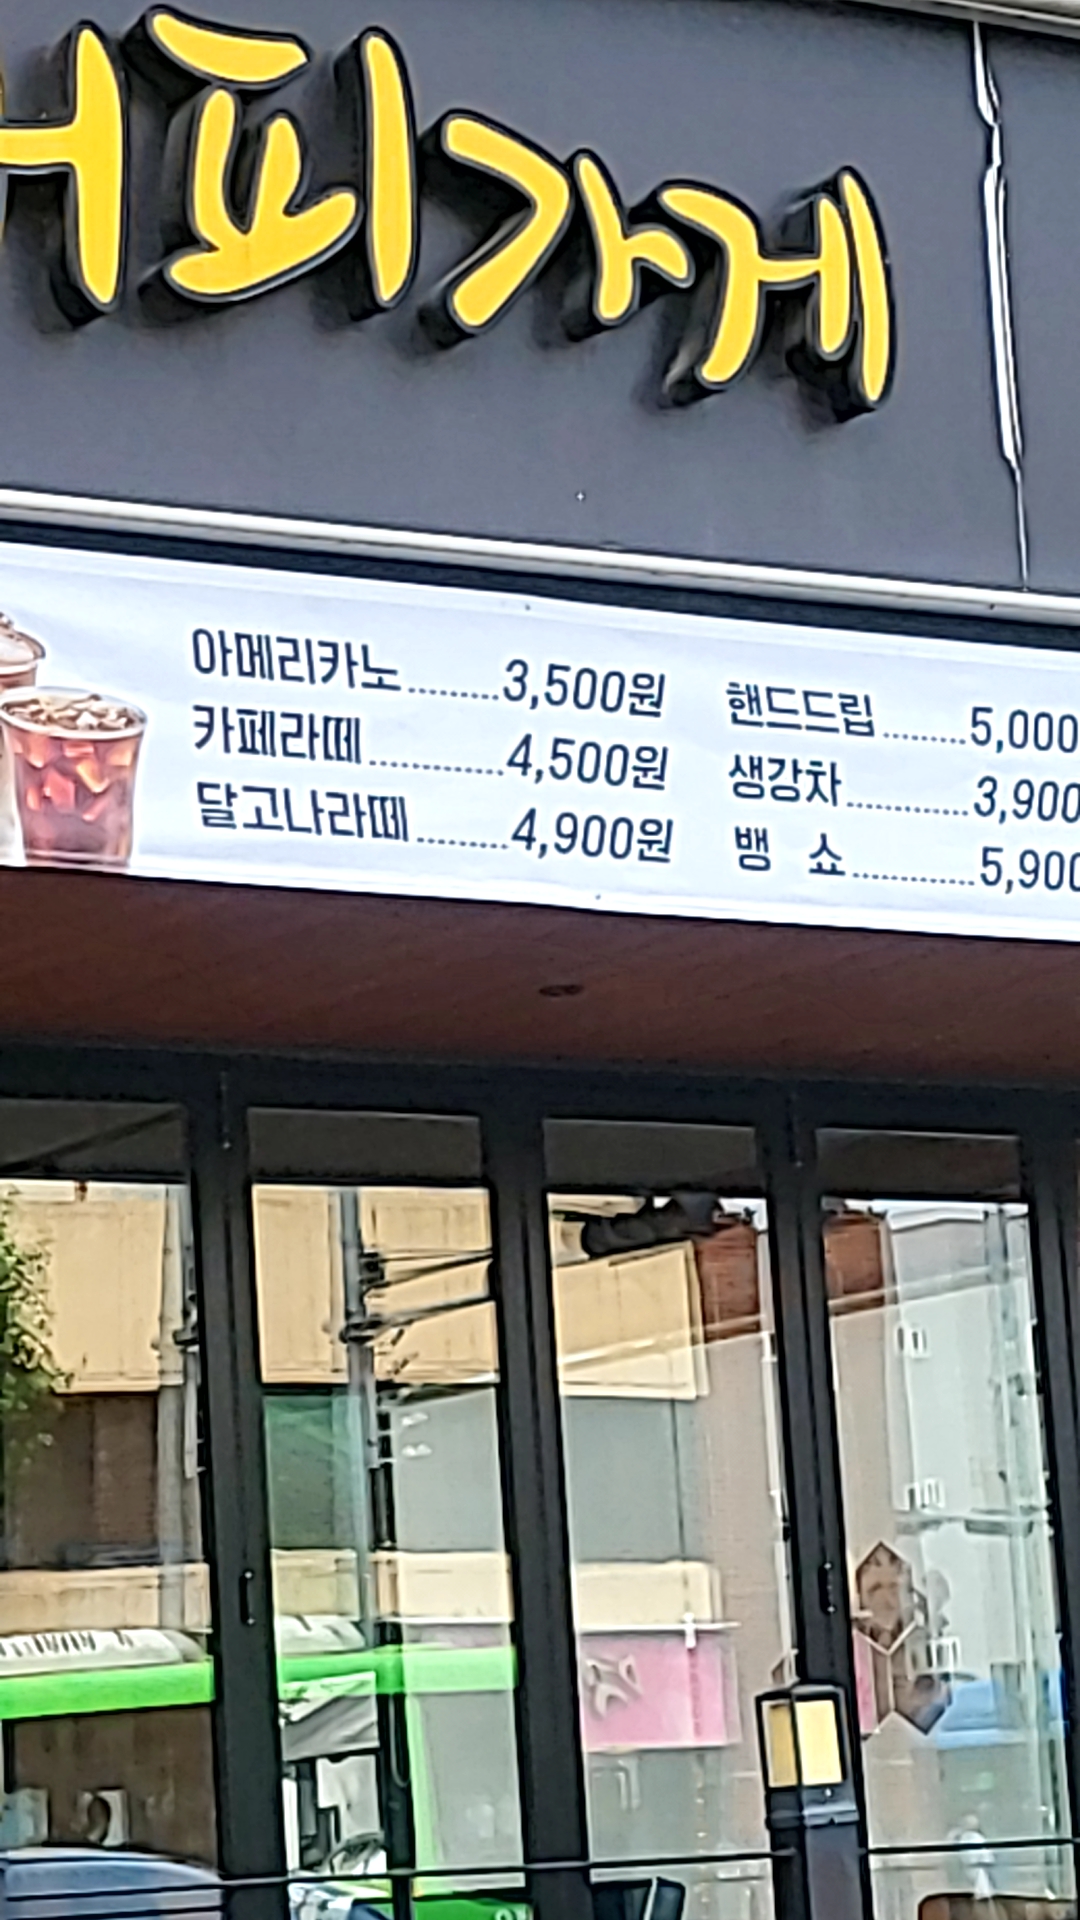 커피가게
아메리카노.........3,500원
카페라떼.............4,500원
달고나라떼.........4,900원
핸드드립.........5,000
생강차............3,900
뱅 쇼............5,900